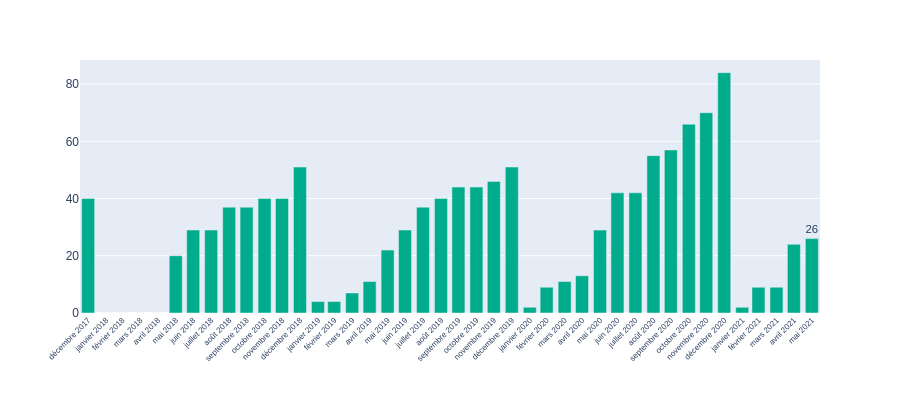 80
60
40
20
0
26
décembre 2017
janvier 2018
février 2018
mars 2018
avril 2018
mai 2018
juin 2018
juillet 2018
août 2018
septembre 2018
octobre 2018
novembre 2018
décembre 2018
janvier 2019
février 2019
mars 2019
avril 2019
mai 2019
juin 2019
juillet 2019
août 2019
septembre 2019
octobre 2019
novembre 2019
décembre 2019
janvier 2020
février 2020
mars 2020
avril 2020
mai 2020
juin 2020
juillet 2020
août 2020
septembre 2020
octobre 2020
novembre 2020
décembre 2020
janvier 2021
février 2021
mars 2021
avril 2021
mai 2021